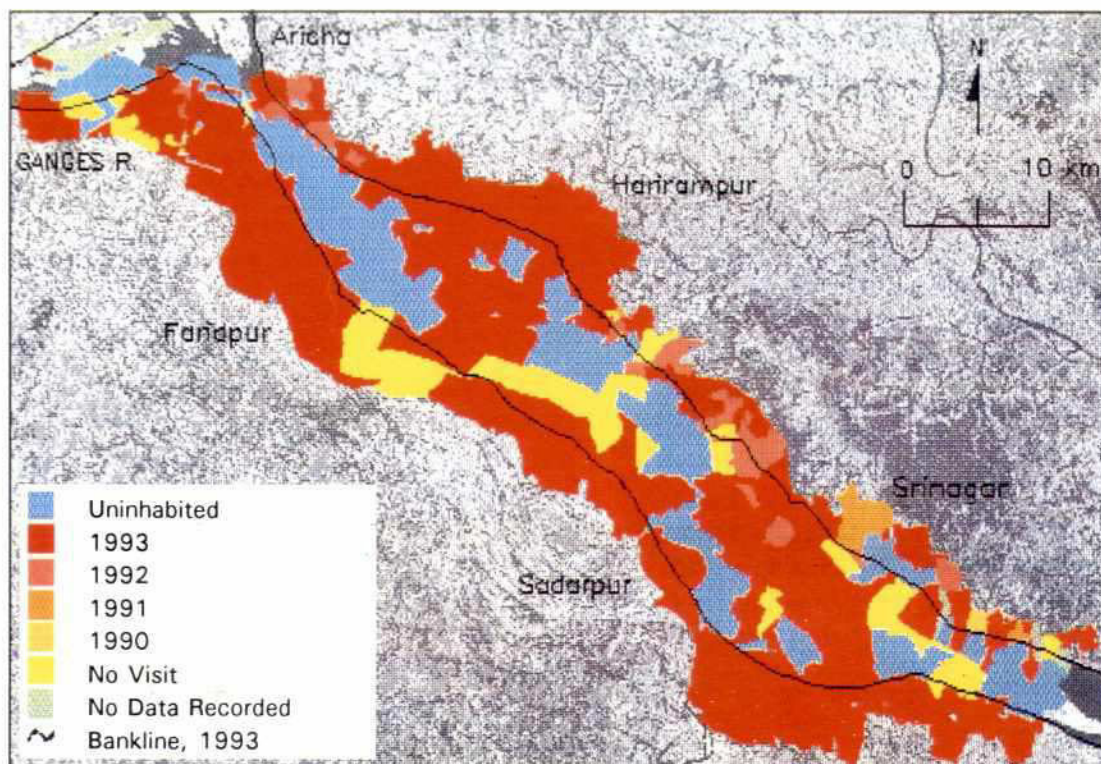 Aricha
N
GANGES R.
Harirampur
0 10 km
Faridpur
Srinagar
Sadarpur
Uninhabited
1993
1992
1991
1990
No Visit
No Data Recorded
Bankline, 1993